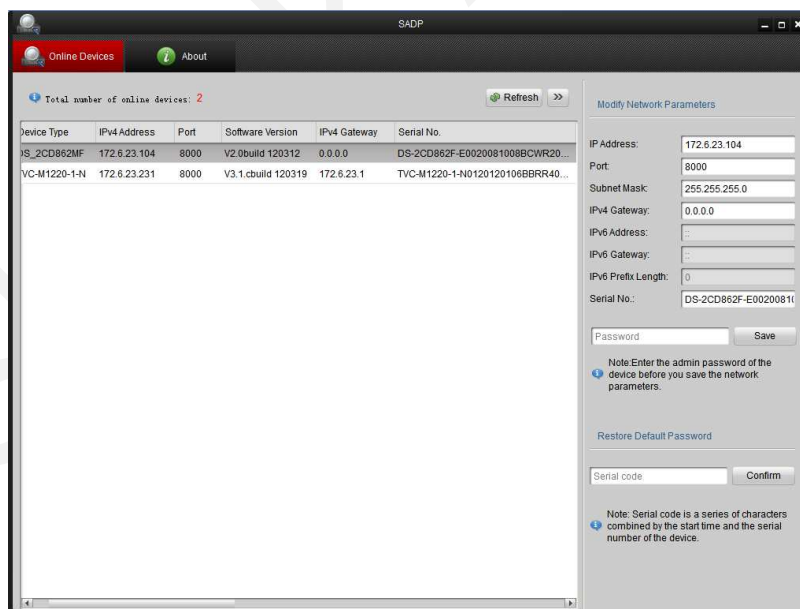 SADP
Online Devices
About
Total number of online devices: 2
Refresh >>
Device Type IPv4 Address Port Software Version IPv4 Gateway Serial No.
DS_2CD862MF 172.6.23.104 8000 V2.0build 120312 0.0.0.0 DS-2CD862F-E0020081008BCWR20...
VC-M1220-1-N 172.6.23.231 8000 V3.1.cbuild 120319 172.6.23.1 TVC-M1220-1-N0120120106BBRR40...
Modify Network Parameters
IP Address: 172.6.23.104
Port: 8000
Subnet Mask: 255.255.255.0
IPv4 Gateway: 0.0.0.0
IPv6 Address: ::
IPv6 Gateway: ::
IPv6 Prefix Length: 0
Serial No.: DS-2CD862F-E0020081(
Password Save
Note:Enter the admin password of the
device before you save the network
parameters.
Restore Default Password
Serial code Confirm
Note: Serial code is a series of characters
combined by the start time and the serial
number of the device.